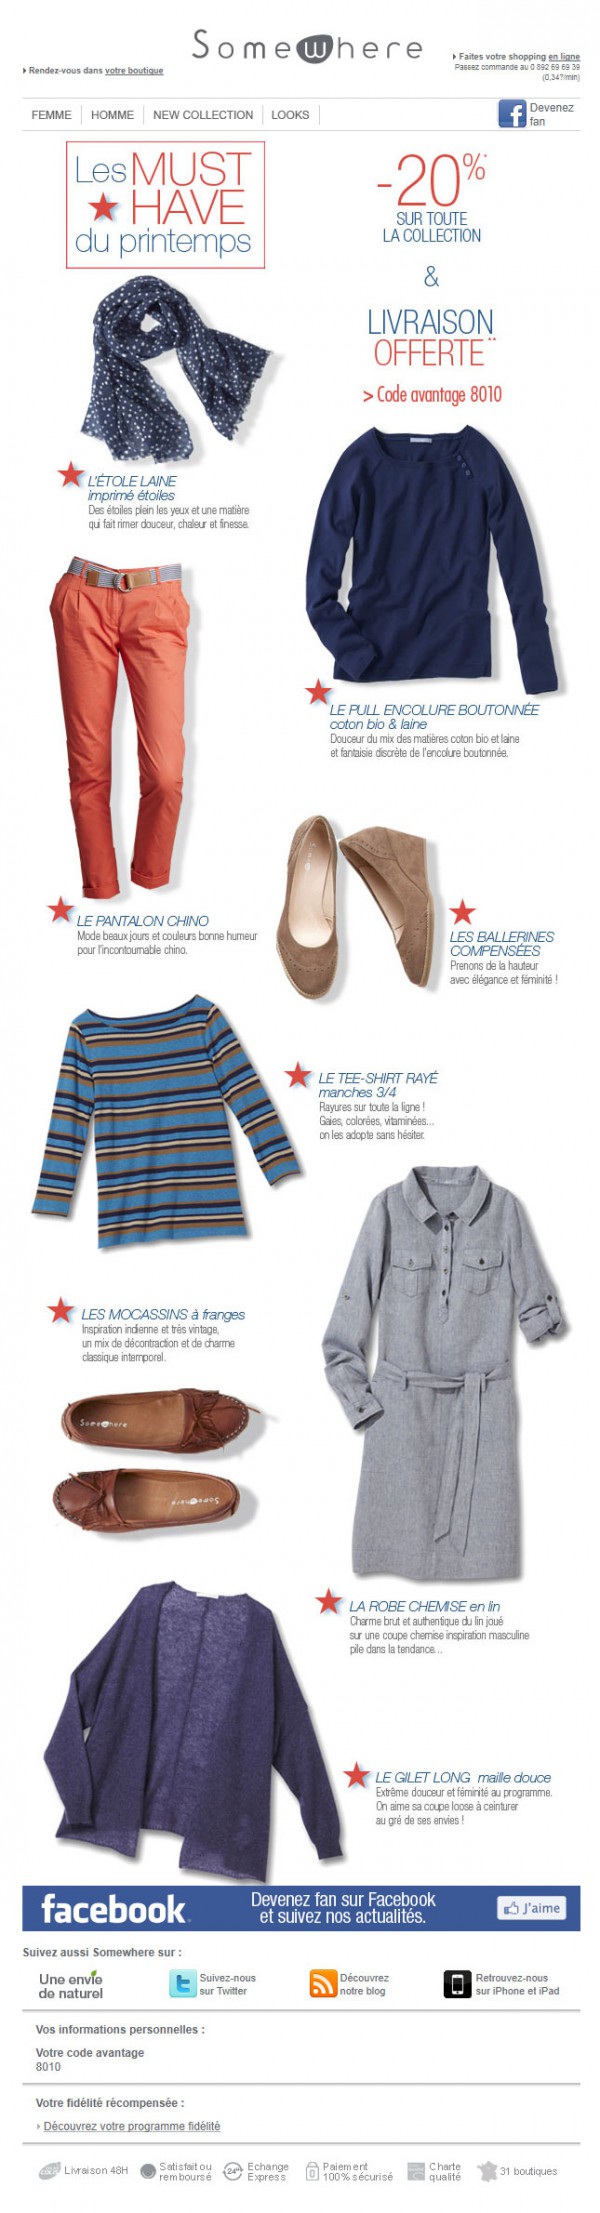 Somewhere
Rendez-vous dans votre boutique
Faites votre shopping en ligne
Passez commande au 0 892 69 69 39
(0,34?/min)
FEMME
HOMME
NEW COLLECTION
LOOKS
Devenez
fan
Les MUST
HAVE
du printemps
-20%*
SUR TOUTE
LA COLLECTION
&
LIVRAISON
OFFERTE**
> Code avantage 8010
L'ÉTOLE LAINE
imprimé étoiles
Des étoiles plein les yeux et une matière
qui fait rimer douceur, chaleur et finesse.
LE PULL ENCOLURE BOUTONNÉE
coton bio & laine
Douceur du mix des matières coton bio et laine
et fantaisie discrète de l'encolure boutonnée.
LE PANTALON CHINO
Mode beaux jours et couleurs bonne humeur
pour l'incontournable chino.
Somewhere
LES BALLERINES
COMPENSÉES
Prenons de la hauteur
avec élégance et féminité !
LE TEE-SHIRT RAYÉ
manches 3/4
Rayures sur toute la ligne !
Gaies, colorées, vitaminées...
on les adopte sans hésiter.
LES MOCASSINS à franges
Inspiration indienne et très vintage,
un mix de décontraction et de charme
classique intemporel.
Somewhere
Somewhere
LA ROBE CHEMISE en lin
Charme brut et authentique du lin joué
sur une coupe chemise inspiration masculine
pile dans la tendance...
LE GILET LONG maille douce
Extrême douceur et féminité au programme.
On aime sa coupe loose à ceinturer
au gré de ses envies !
facebook
Devenez fan sur Facebook
et suivez nos actualités.
J'aime
Suivez aussi Somewhere sur :
Une envie
de naturel
Suivez-nous
sur Twitter
Découvrez
notre blog
Retrouvez-nous
sur iPhone et iPad
Vos informations personnelles :
Votre code avantage
8010
Votre fidélité récompensée :
Découvrez votre programme fidélité
Livraison 48H
Satisfait ou
remboursé
24H
Echange
Express
Paiement
100% sécurisé
Charte
qualité
31 boutiques